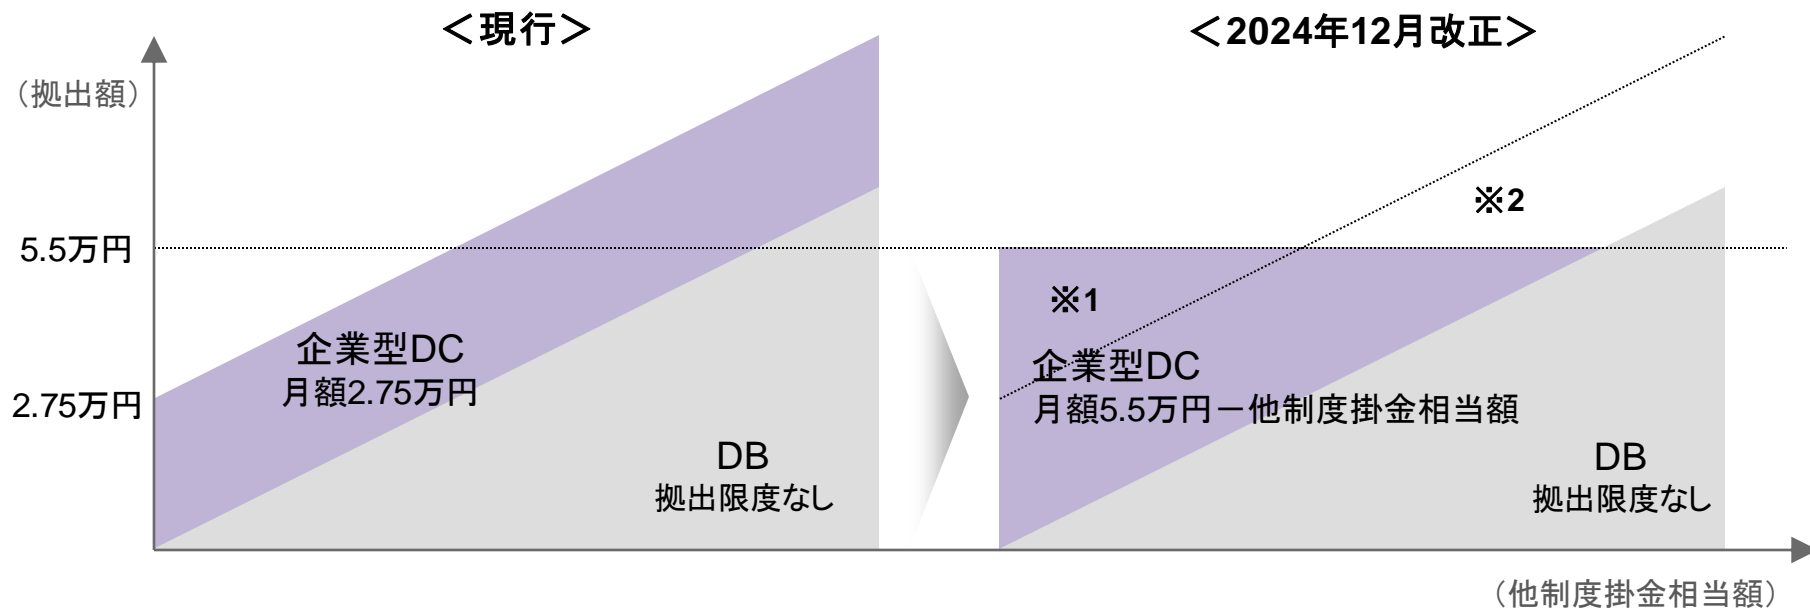 ＜現行＞
＜2024年12月改正＞
（拠出額）
5.5万円
2.75万円
企業型DC
月額2.75万円
DB
拠出限度なし
※1
※2
企業型DC
月額5.5万円－他制度掛金相当額
DB
拠出限度なし
（他制度掛金相当額）